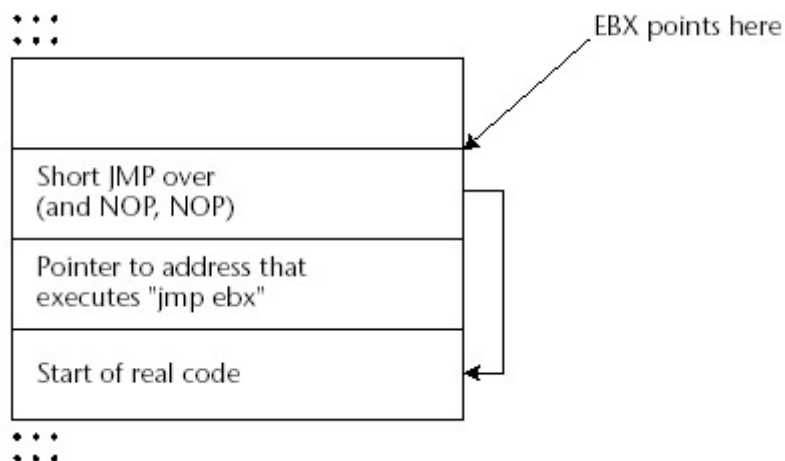 EBX points here
Short JMP over
(and NOP, NOP)
Pointer to address that
executes "jmp ebx"
Start of real code